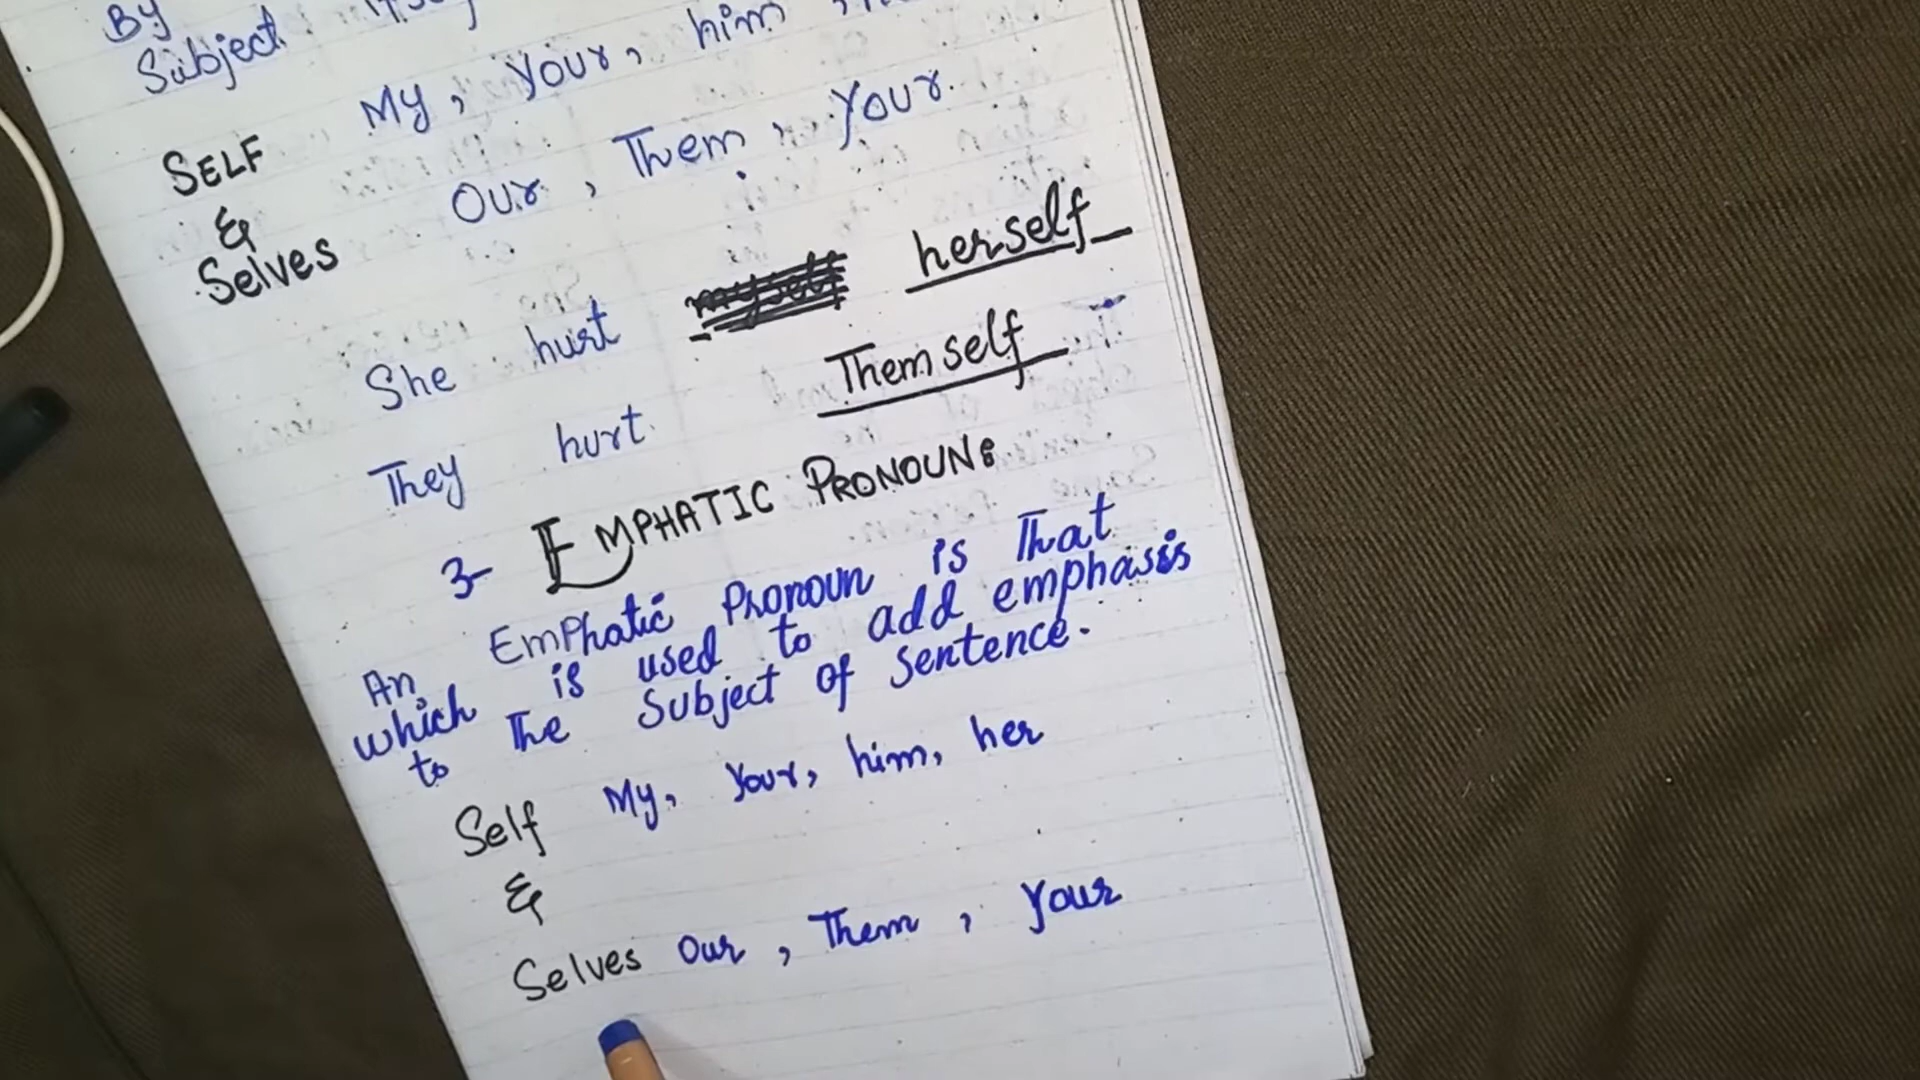 By
Subject
My, Your, him
SELF
&
Selves
Our, Them, Your.
She hurt herself
They hurt. Themself
3- EMPHATIC PRONOUN:
An Emphatic Pronoun is That
which is used to add emphasis
to The Subject of Sentence.
Self My, Your, him, her
&
Selves Our, Them, Your